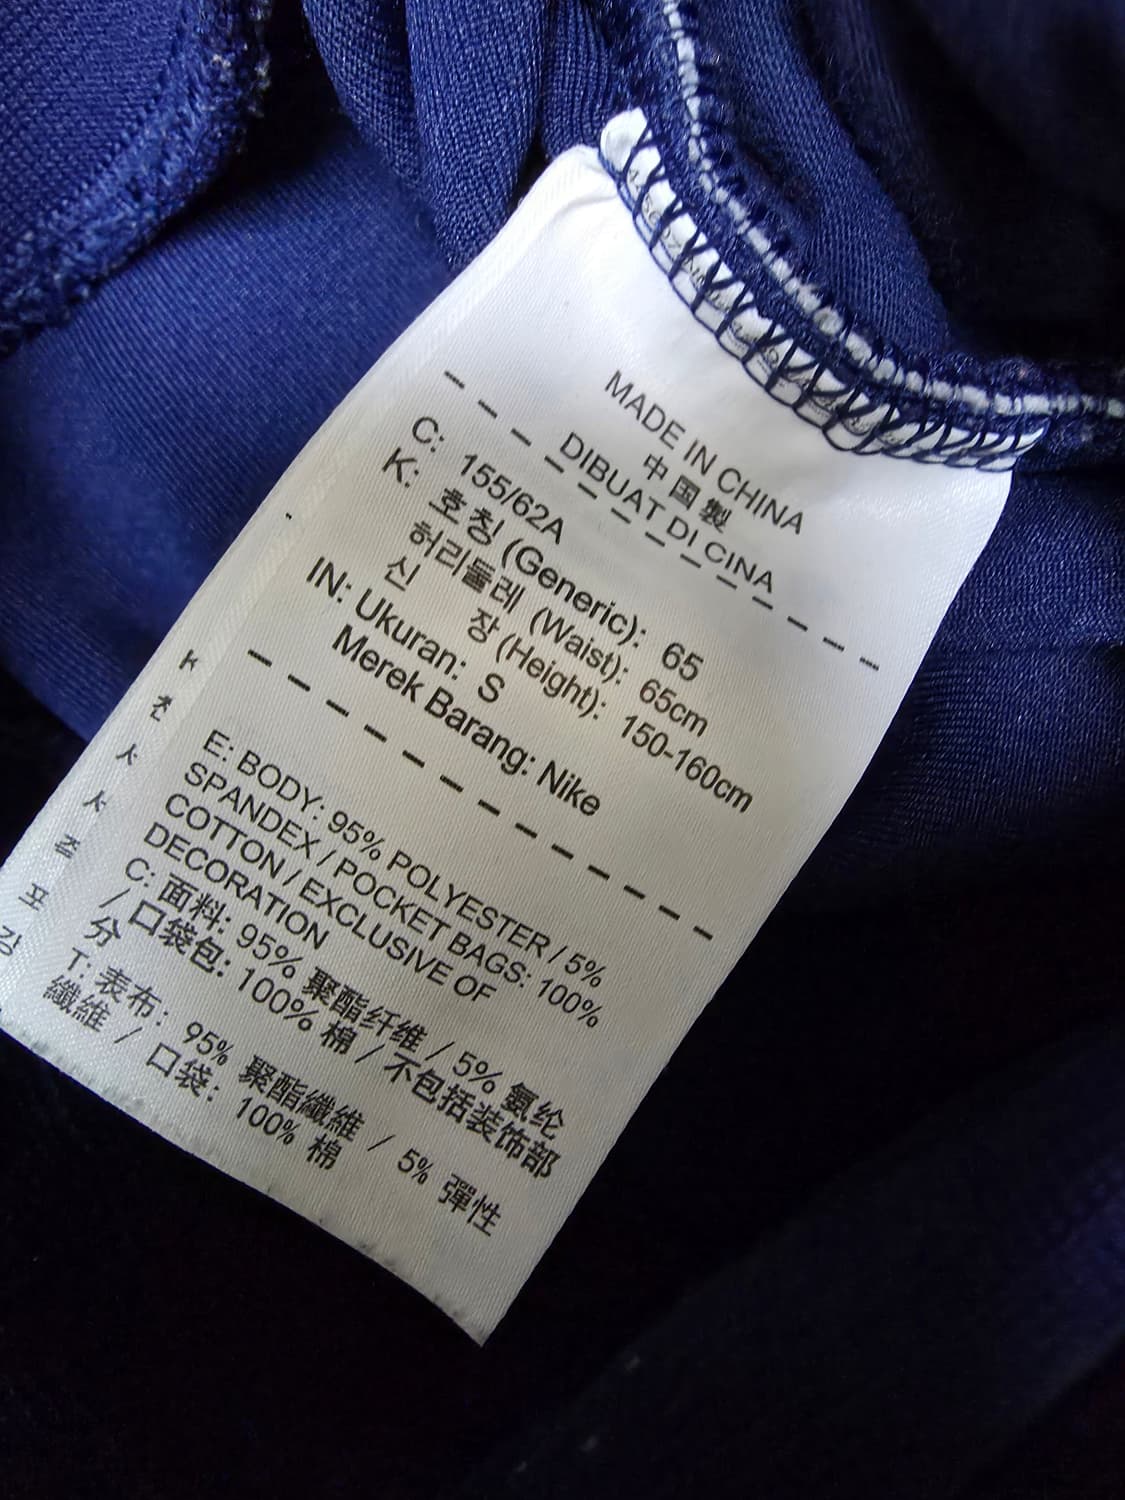 MADE IN CHINA
中国製
DIBUAT DI CINA
C: 155/62A
K: 호칭 (Generic): 65
허리둘레 (Waist): 65cm
신 장 (Height): 150-160cm
IN: Ukuran: S
Merek Barang: Nike
E: BODY: 95% POLYESTER / 5%
SPANDEX / POCKET BAGS: 100%
COTTON / EXCLUSIVE OF
DECORATION
C: 面料: 95% 聚酯纤维 / 5% 氨纶
/ 口袋包: 100% 棉 / 不包括装饰部
分
T: 表布: 95% 聚酯纖維 / 5% 彈性
纖維 / 口袋: 100% 棉